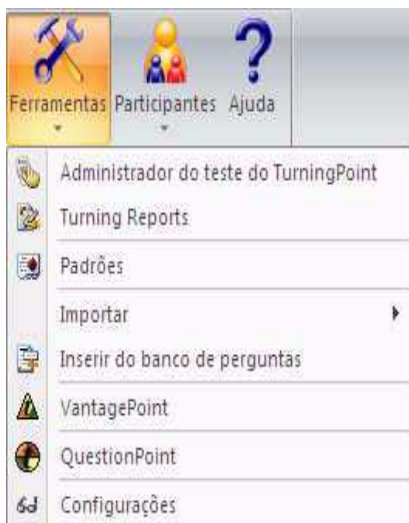 Ferramentas Participantes Ajuda
Administrador do teste do TurningPoint
Turning Reports
Padrões
Importar
Inserir do banco de perguntas
VantagePoint
QuestionPoint
Configurações